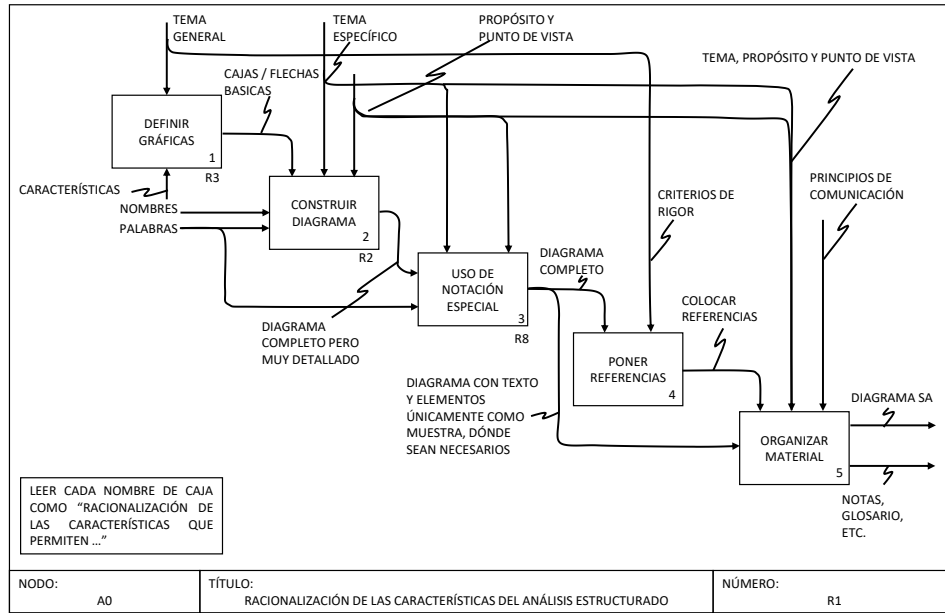 TEMA
GENERAL
TEMA
ESPECÍFICO
PROPÓSITO Y
PUNTO DE VISTA
TEMA, PROPÓSITO Y PUNTO DE VISTA
CAJAS / FLECHAS
BASICAS
DEFINIR
GRÁFICAS
1
R3
CARACTERÍSTICAS
NOMBRES
PALABRAS
CONSTRUIR
DIAGRAMA
2
R2
CRITERIOS DE
RIGOR
PRINCIPIOS DE
COMUNICACIÓN
USO DE
NOTACIÓN
ESPECIAL
3
R8
DIAGRAMA
COMPLETO
DIAGRAMA
COMPLETO PERO
MUY DETALLADO
COLOCAR
REFERENCIAS
PONER
REFERENCIAS
4
DIAGRAMA CON TEXTO
Y ELEMENTOS
ÚNICAMENTE COMO
MUESTRA, DÓNDE
SEAN NECESARIOS
DIAGRAMA SA
ORGANIZAR
MATERIAL
5
NOTAS,
GLOSARIO,
ETC.
LEER CADA NOMBRE DE CAJA
COMO “RACIONALIZACIÓN DE
LAS CARACTERÍSTICAS QUE
PERMITEN …”
NODO:
A0
TÍTULO:
RACIONALIZACIÓN DE LAS CARACTERÍSTICAS DEL ANÁLISIS ESTRUCTURADO
NÚMERO:
R1